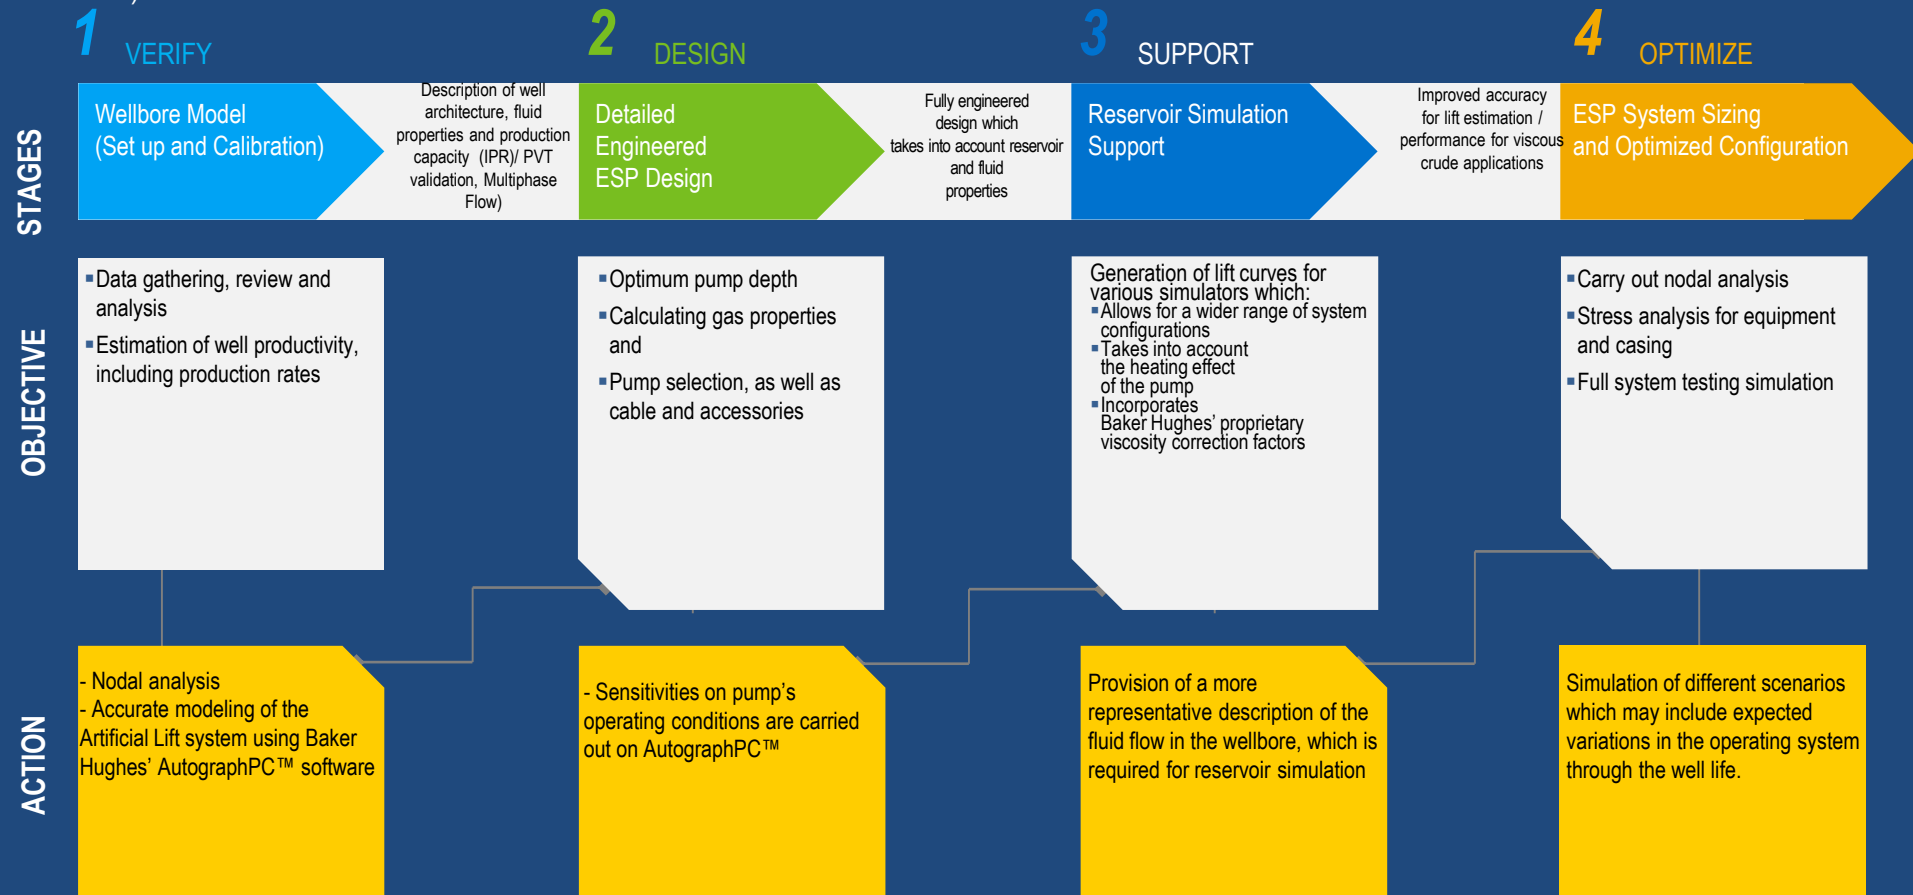 1 VERIFY
2 DESIGN
3 SUPPORT
4 OPTIMIZE
STAGES
Wellbore Model
(Set up and Calibration)
Description of well
architecture, fluid
properties and production
capacity (IPR)/ PVT
validation, Multiphase
Flow)
Detailed
Engineered
ESP Design
Fully engineered
design which
takes into account reservoir
and fluid
properties
Reservoir Simulation
Support
Improved accuracy
for lift estimation /
performance for viscous
crude applications
ESP System Sizing
and Optimized Configuration
OBJECTIVE
▪Data gathering, review and
analysis
▪Estimation of well productivity,
including production rates
▪Optimum pump depth
▪Calculating gas properties
and
▪Pump selection, as well as
cable and accessories
Generation of lift curves for
various simulators which:
▪Allows for a wider range of system
configurations
▪Takes into account
the heating effect
of the pump
▪Incorporates
Baker Hughes’ proprietary
viscosity correction factors
▪Carry out nodal analysis
▪Stress analysis for equipment
and casing
▪Full system testing simulation
ACTION
- Nodal analysis
- Accurate modeling of the
Artificial Lift system using Baker
Hughes’ AutographPC™ software
- Sensitivities on pump’s
operating conditions are carried
out on AutographPC™
Provision of a more
representative description of the
fluid flow in the wellbore, which is
required for reservoir simulation
Simulation of different scenarios
which may include expected
variations in the operating system
through the well life.